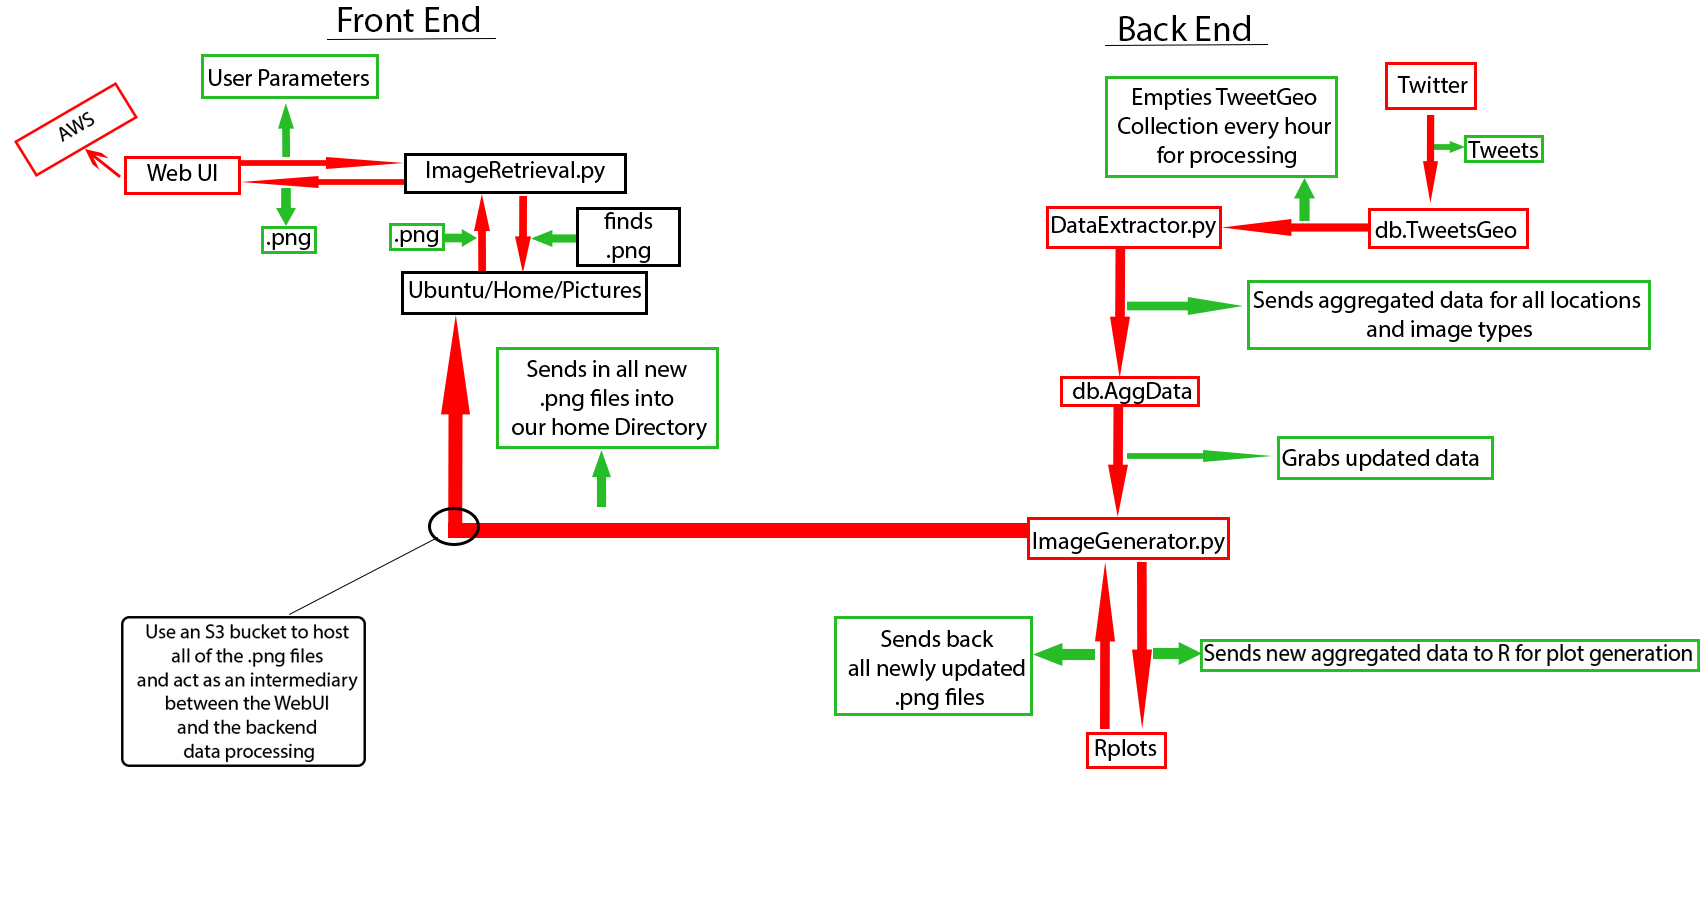 Front End
User Parameters
AWS
Web UI
ImageRetrieval.py
.png
.png
finds
.png
Ubuntu/Home/Pictures
Sends in all new
.png files into
our home Directory
Use an S3 bucket to host
all of the .png files
and act as an intermediary
between the WebUI
and the backend
data processing
Back End
Twitter
Empties TweetGeo
Collection every hour
for processing
Tweets
DataExtractor.py
db.TweetsGeo
Sends aggregated data for all locations
and image types
db.AggData
Grabs updated data
ImageGenerator.py
Sends back
all newly updated
.png files
Sends new aggregated data to R for plot generation
Rplots